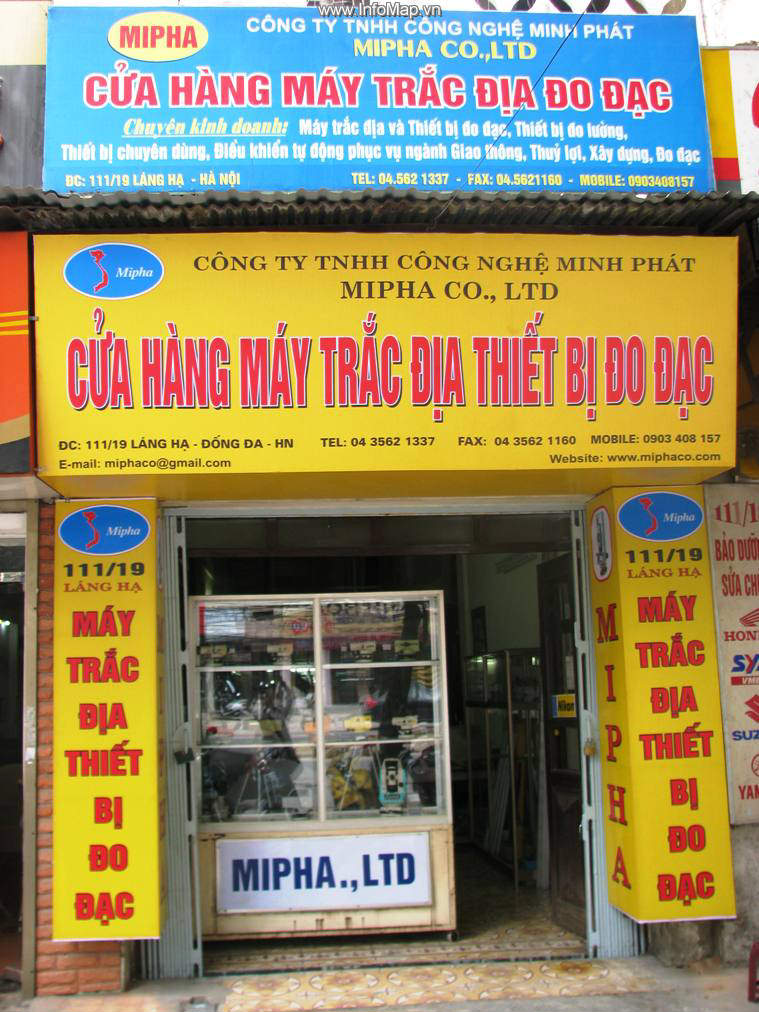 www.InfoMap.vn
MIPHA
CÔNG TY TNHH CÔNG NGHỆ MINH PHÁT
MIPHA CO.,LTD
CỬA HÀNG MÁY TRẮC ĐỊA ĐO ĐẠC
Chuyên kinh doanh: Máy trắc địa và Thiết bị đo đạc, Thiết bị đo lường,
Thiết bị chuyên dùng, Điều khiển tự động phục vụ ngành Giao thông, Thuỷ lợi, Xây dựng, Đo đạc
ĐC: 111/19 LÁNG HẠ - HÀ NỘI TEL: 04.562 1337 - FAX: 04.5621160 - MOBILE: 0903408157
Mipha
CÔNG TY TNHH CÔNG NGHỆ MINH PHÁT
MIPHA CO., LTD
CỬA HÀNG MÁY TRẮC ĐỊA THIẾT BỊ ĐO ĐẠC
ĐC: 111/19 LÁNG HẠ - ĐỐNG ĐA - HN TEL: 04 3562 1337 FAX: 04 3562 1160 MOBILE: 0903 408 157
E-mail: miphaco@gmail.com Website: www.miphaco.com
Mipha
111/19
LÁNG HẠ
MÁY
TRẮC
ĐỊA
THIẾT
BỊ
ĐO
ĐẠC
MIPHA.,LTD
Nikon
MIPHA
Mipha
111/19
LÁNG HẠ
MÁY
TRẮC
ĐỊA
THIẾT
BỊ
ĐO
ĐẠC
BẢO
SỬA